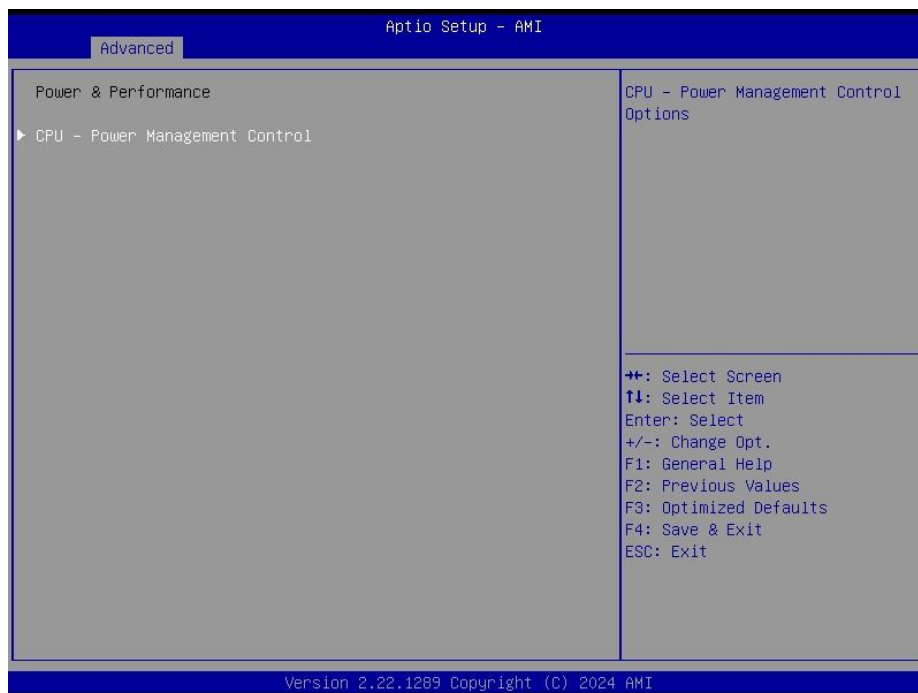 Aptio Setup - AMI
Advanced
Power & Performance
CPU - Power Management Control
CPU - Power Management Control
Options
→←: Select Screen
↑↓: Select Item
Enter: Select
+/-: Change Opt.
F1: General Help
F2: Previous Values
F3: Optimized Defaults
F4: Save & Exit
ESC: Exit
Version 2.22.1289 Copyright (C) 2024 AMI